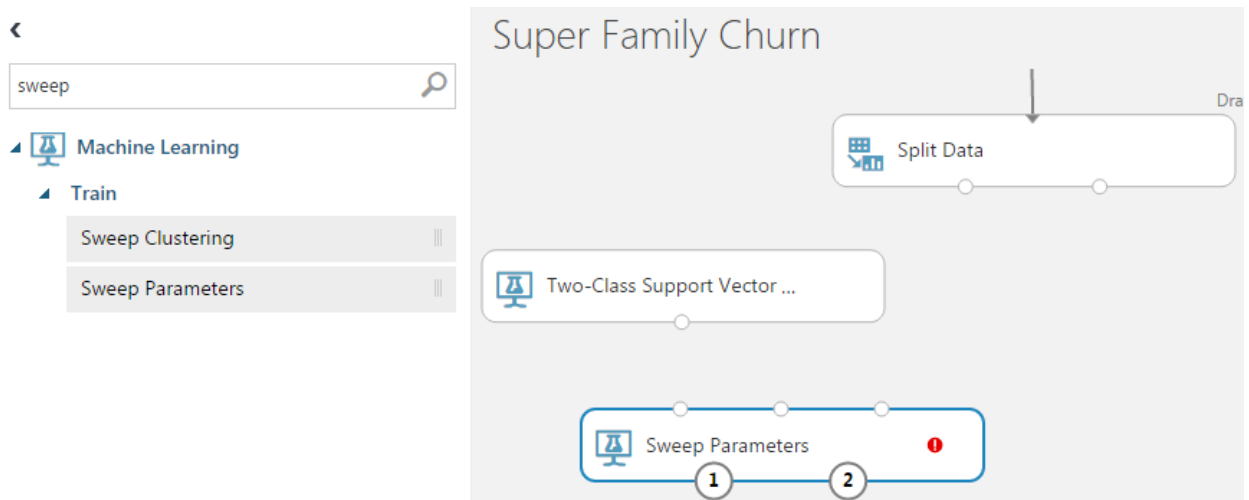 Super Family Churn
sweep
Dra
Machine Learning
Split Data
Train
Sweep Clustering
Sweep Parameters
Two-Class Support Vector ...
Sweep Parameters
1
2